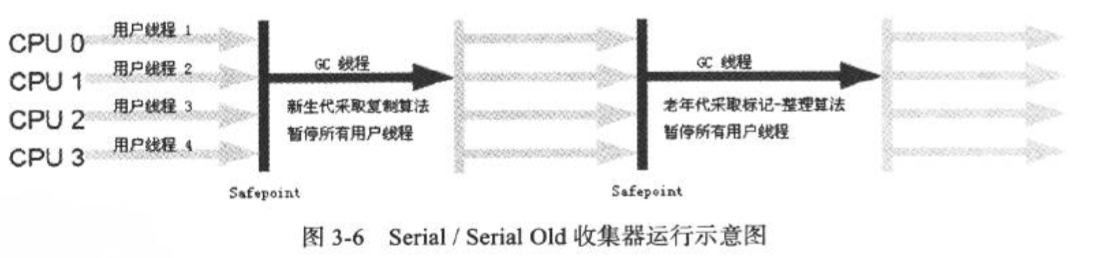 CPU 0
用户线程 1
CPU 1
用户线程 2
CPU 2
用户线程 3
CPU 3
用户线程 4
Safepoint
GC 线程
新生代采取复制算法
暂停所有用户线程
Safepoint
GC 线程
老年代采取标记-整理算法
暂停所有用户线程
图 3-6 Serial / Serial Old 收集器运行示意图